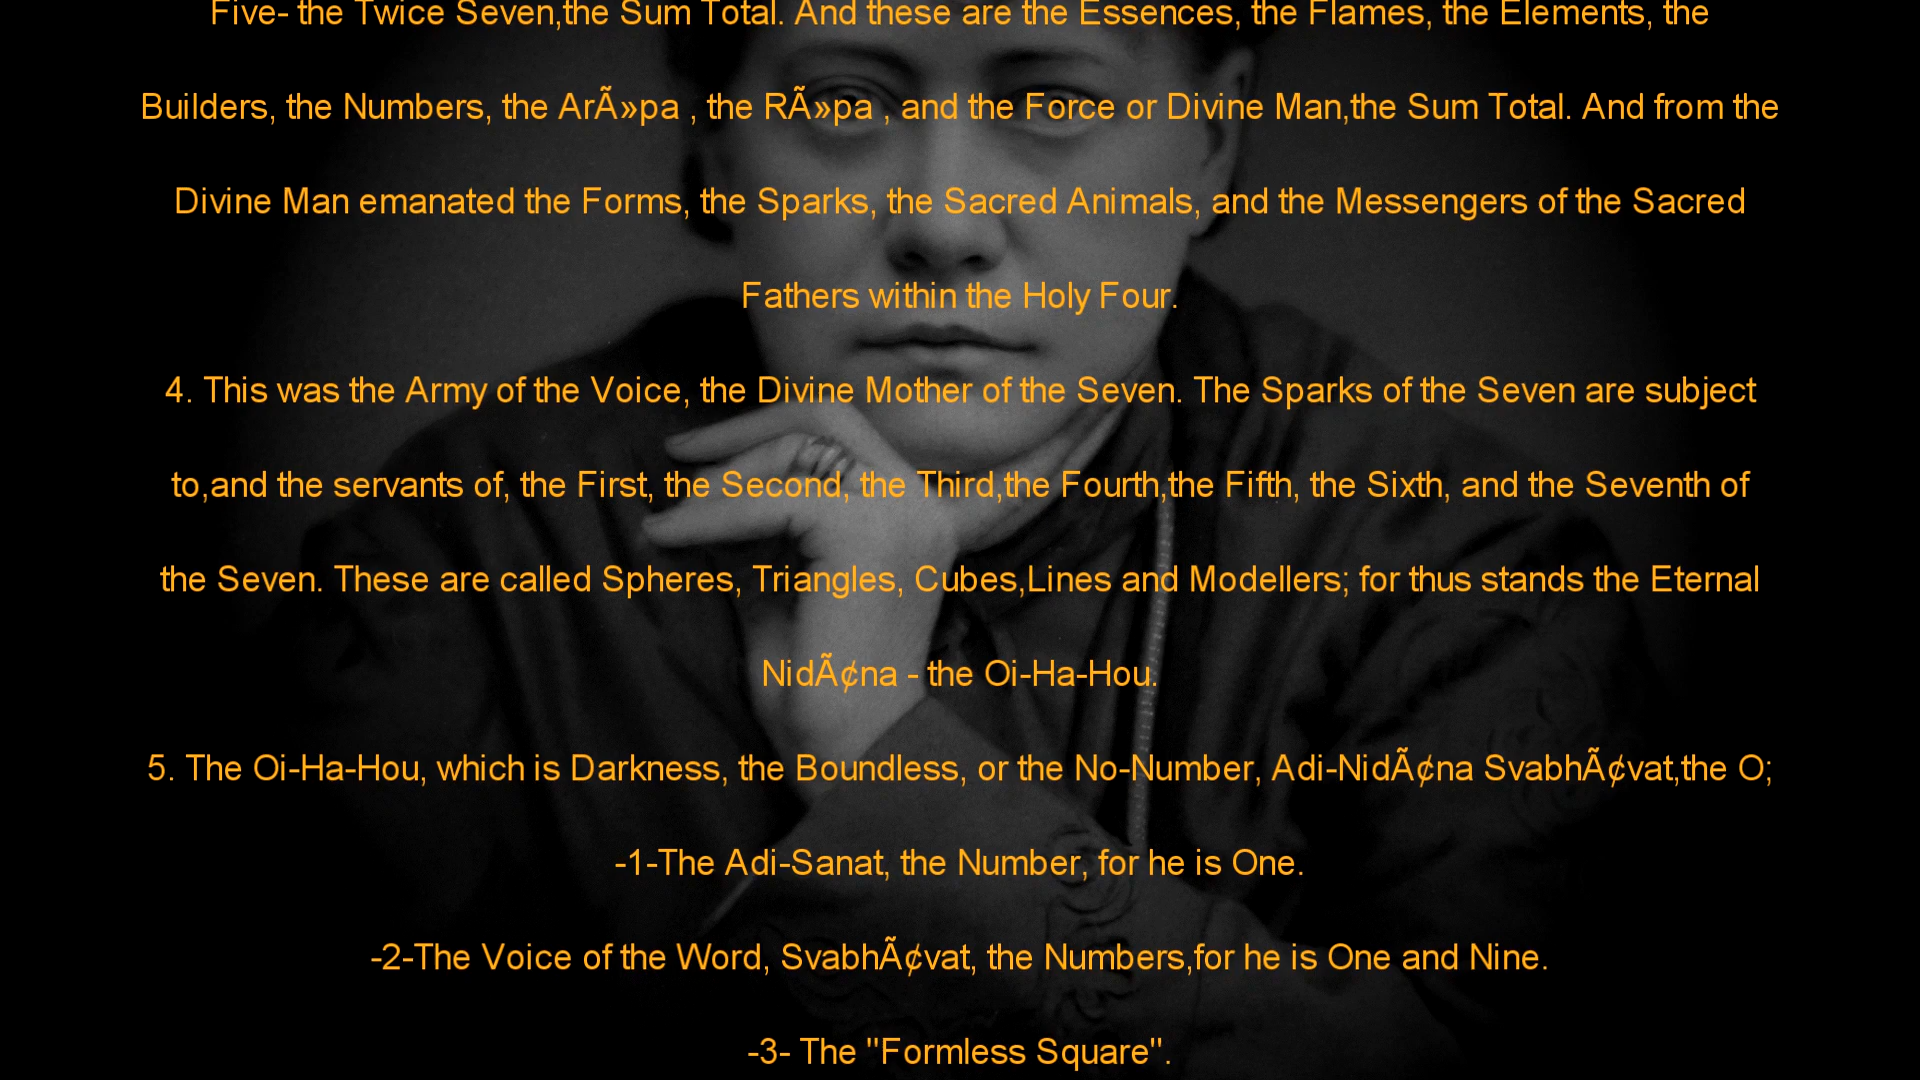 Five- the Twice Seven,the Sum Total. And these are the Essences, the Flames, the Elements, the
Builders, the Numbers, the ArÃ»pa , the RÃ»pa , and the Force or Divine Man,the Sum Total. And from the
Divine Man emanated the Forms, the Sparks, the Sacred Animals, and the Messengers of the Sacred
Fathers within the Holy Four.
4. This was the Army of the Voice, the Divine Mother of the Seven. The Sparks of the Seven are subject
to,and the servants of, the First, the Second, the Third,the Fourth,the Fifth, the Sixth, and the Seventh of
the Seven. These are called Spheres, Triangles, Cubes,Lines and Modellers; for thus stands the Eternal
NidÃ¢na - the Oi-Ha-Hou.
5. The Oi-Ha-Hou, which is Darkness, the Boundless, or the No-Number, Adi-NidÃ¢na SvabhÃ¢vat,the O;
-1-The Adi-Sanat, the Number, for he is One.
-2-The Voice of the Word, SvabhÃ¢vat, the Numbers,for he is One and Nine.
-3- The "Formless Square".